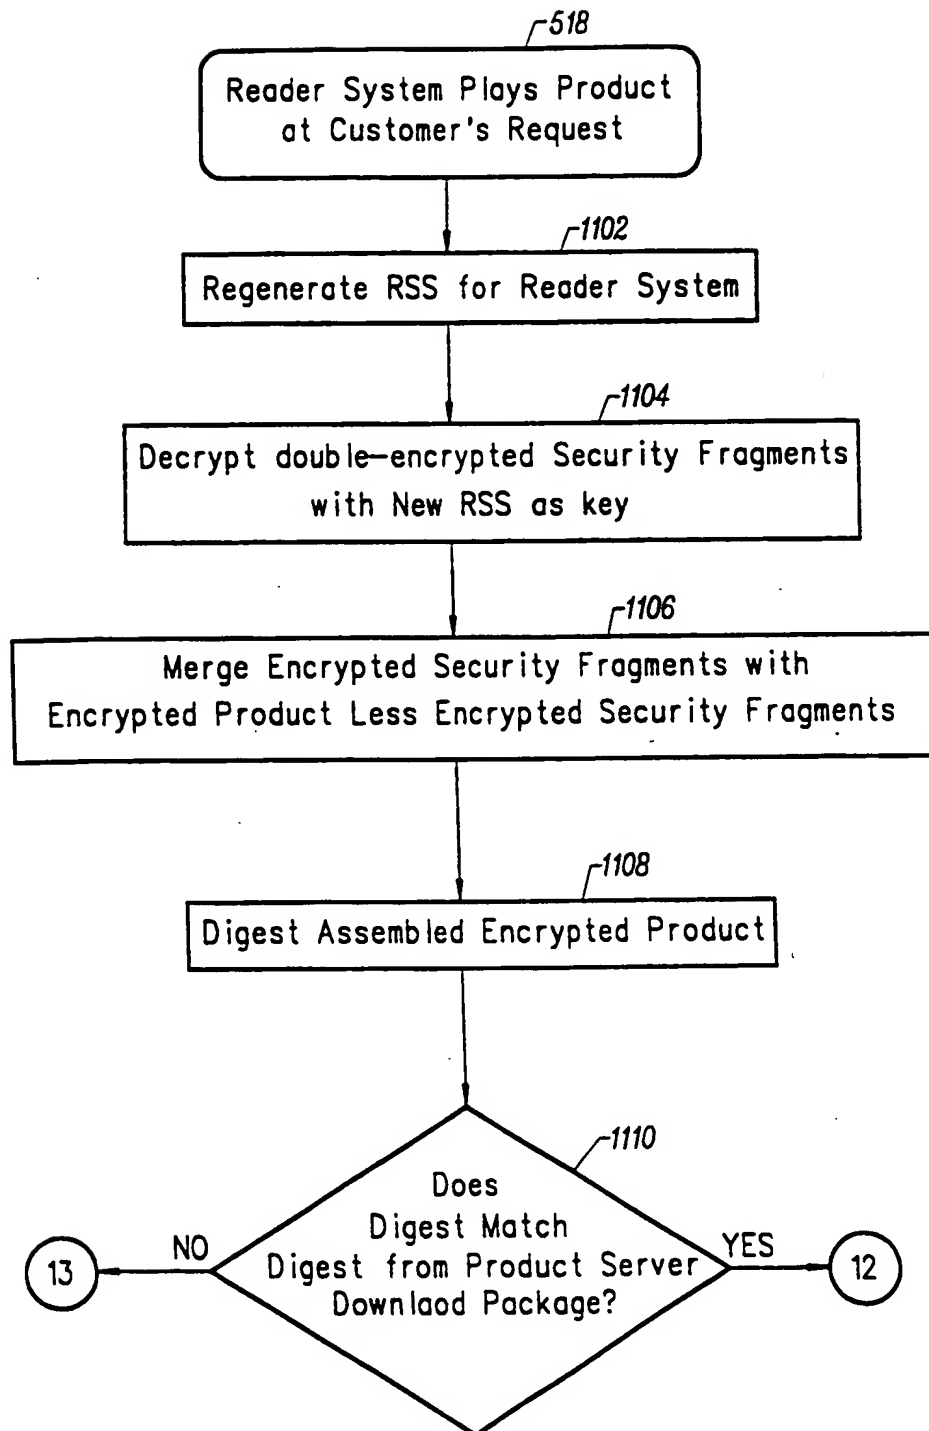 518
Reader System Plays Product
at Customer's Request
1102
Regenerate RSS for Reader System
1104
Decrypt double-encrypted Security Fragments
with New RSS as key
1106
Merge Encrypted Security Fragments with
Encrypted Product Less Encrypted Security Fragments
1108
Digest Assembled Encrypted Product
1110
Does
Digest Match
Digest from Product Server
Downlaod Package?
NO
YES
13
12